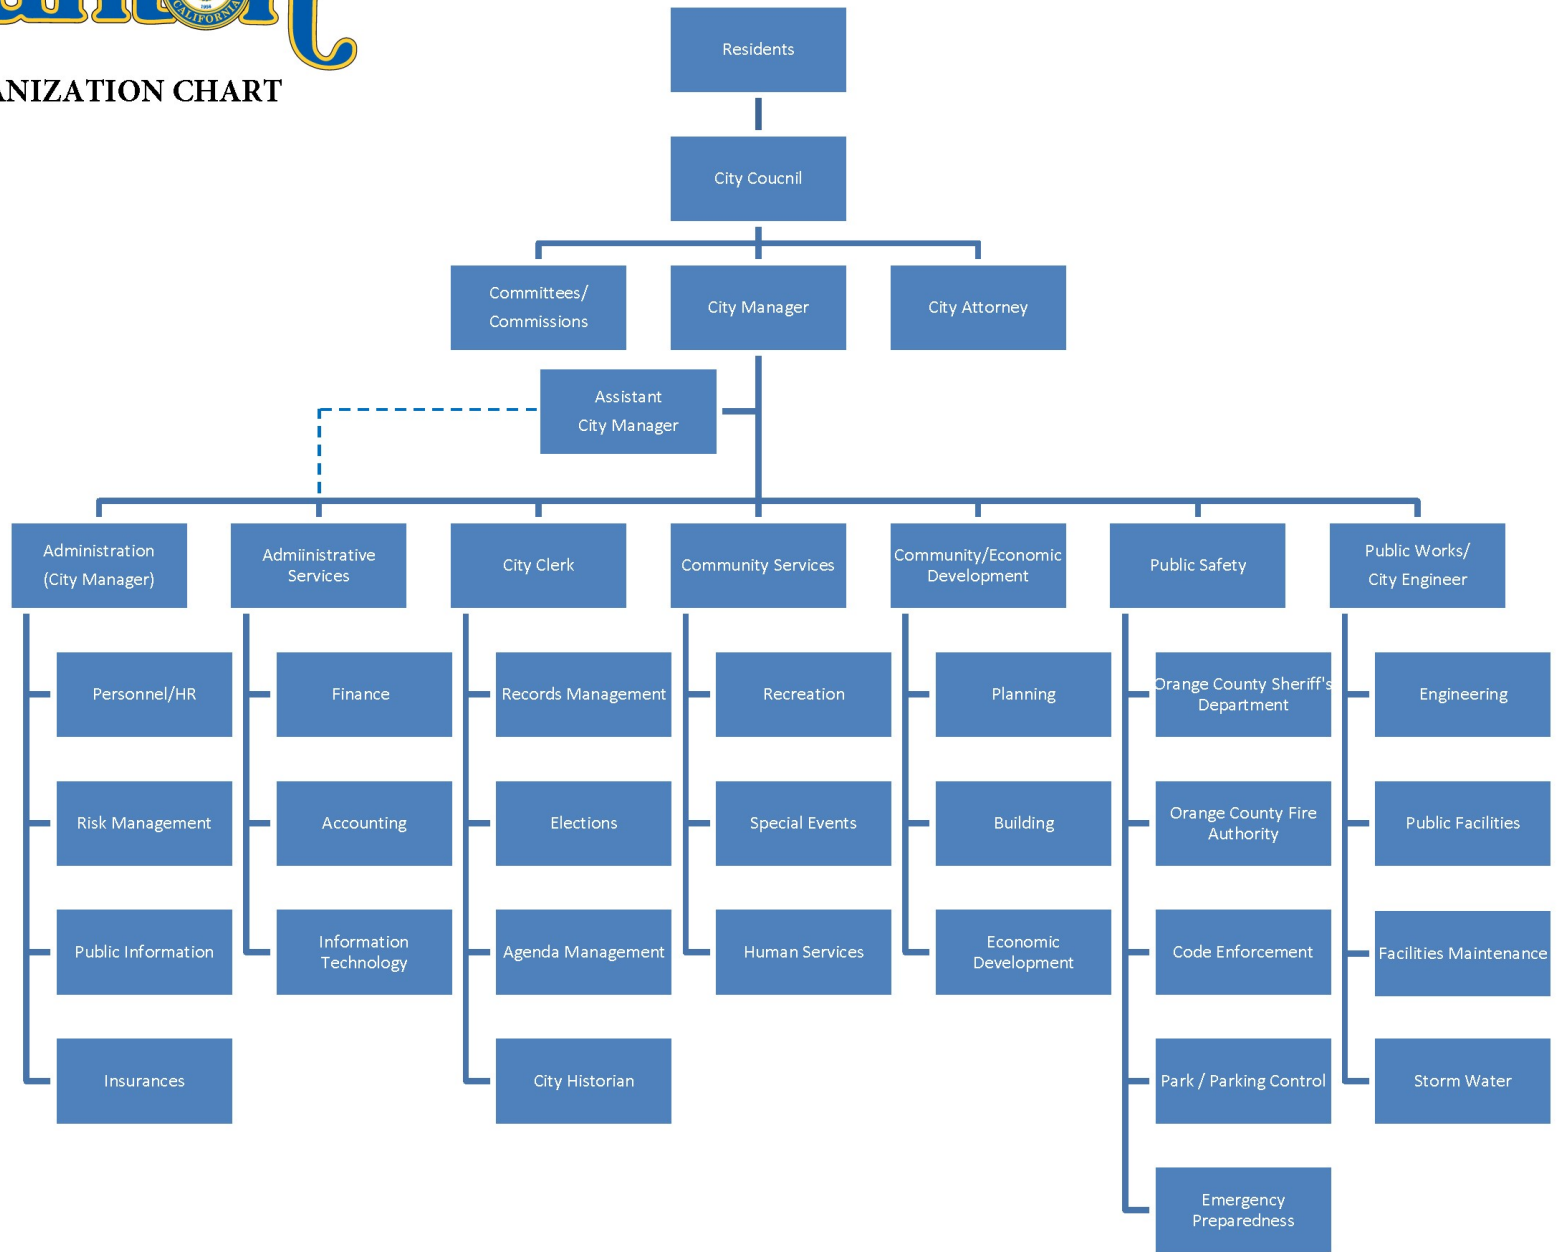 CALIFORNIA
ANIZATION CHART
Residents
City Coucnil
Committees/
Commissions
City Manager
City Attorney
Assistant
City Manager
Administration
(City Manager)
Admiinistrative
Services
City Clerk
Community Services
Community/Economic
Development
Public Safety
Public Works/
City Engineer
Personnel/HR
Finance
Records Management
Recreation
Planning
Orange County Sheriff's
Department
Engineering
Risk Management
Accounting
Elections
Special Events
Building
Orange County Fire
Authority
Public Facilities
Public Information
Information
Technology
Agenda Management
Human Services
Economic
Development
Code Enforcement
Facilities Maintenance
Insurances
City Historian
Park / Parking Control
Storm Water
Emergency
Preparedness